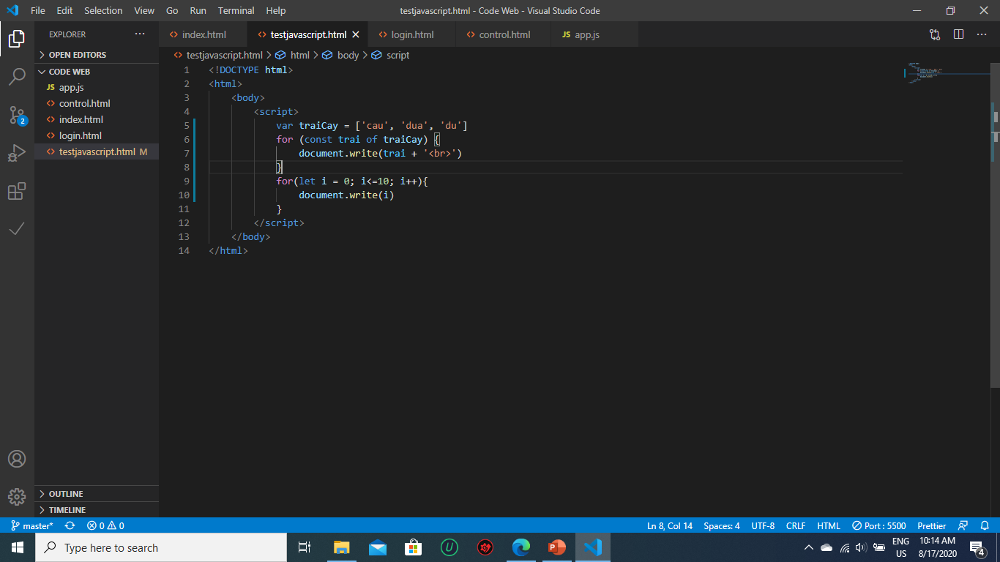 File Edit Selection View Go Run Terminal Help testjavascript.html - Code Web - Visual Studio Code
EXPLORER
OPEN EDITORS
CODE WEB
JS app.js
control.html
index.html
login.html
testjavascript.html M
OUTLINE
TIMELINE
index.html testjavascript.html login.html control.html JS app.js
testjavascript.html > html > body > script
1 <!DOCTYPE html>
2 <html>
3 <body>
4 <script>
5 var traiCay = ['cau', 'dua', 'du']
6 for (const trai of traiCay) {
7 document.write(trai + '<br>')
8 }
9 for(let i = 0; i<=10; i++){
10 document.write(i)
11 }
12 </script>
13 </body>
14 </html>
2
master* 0 0 Ln 8, Col 14 Spaces: 4 UTF-8 CRLF HTML Port : 5500 Prettier
Type here to search
U
P
ENG
US
10:14 AM
8/17/2020
4